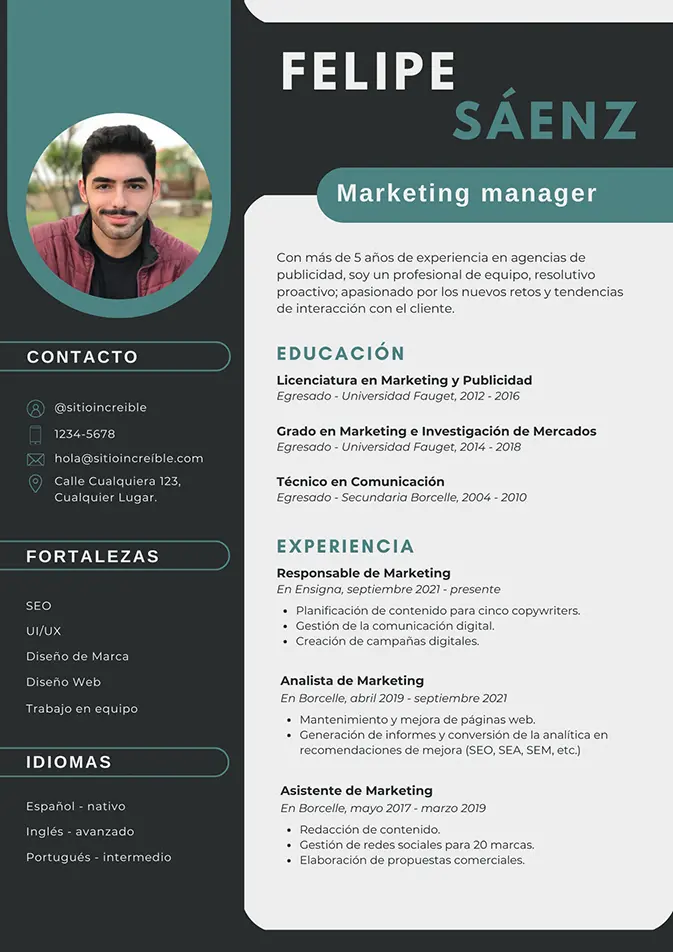 FELIPE
SÁENZ
Marketing manager
Con más de 5 años de experiencia en agencias de
publicidad, soy un profesional de equipo, resolutivo
proactivo; apasionado por los nuevos retos y tendencias
de interacción con el cliente.
CONTACTO
@sitioincreible
1234-5678
hola@sitioincreíble.com
Calle Cualquiera 123,
Cualquier Lugar.
FORTALEZAS
SEO
UI/UX
Diseño de Marca
Diseño Web
Trabajo en equipo
IDIOMAS
Español - nativo
Inglés - avanzado
Portugués - intermedio
EDUCACIÓN
Licenciatura en Marketing y Publicidad
Egresado - Universidad Fauget, 2012 - 2016
Grado en Marketing e Investigación de Mercados
Egresado - Universidad Fauget, 2014 - 2018
Técnico en Comunicación
Egresado - Secundaria Borcelle, 2004 - 2010
EXPERIENCIA
Responsable de Marketing
En Ensigna, septiembre 2021 - presente
• Planificación de contenido para cinco copywriters.
• Gestión de la comunicación digital.
• Creación de campañas digitales.
Analista de Marketing
En Borcelle, abril 2019 - septiembre 2021
• Mantenimiento y mejora de páginas web.
• Generación de informes y conversión de la analítica en
recomendaciones de mejora (SEO, SEA, SEM, etc.)
Asistente de Marketing
En Borcelle, mayo 2017 - marzo 2019
• Redacción de contenido.
• Gestión de redes sociales para 20 marcas.
• Elaboración de propuestas comerciales.